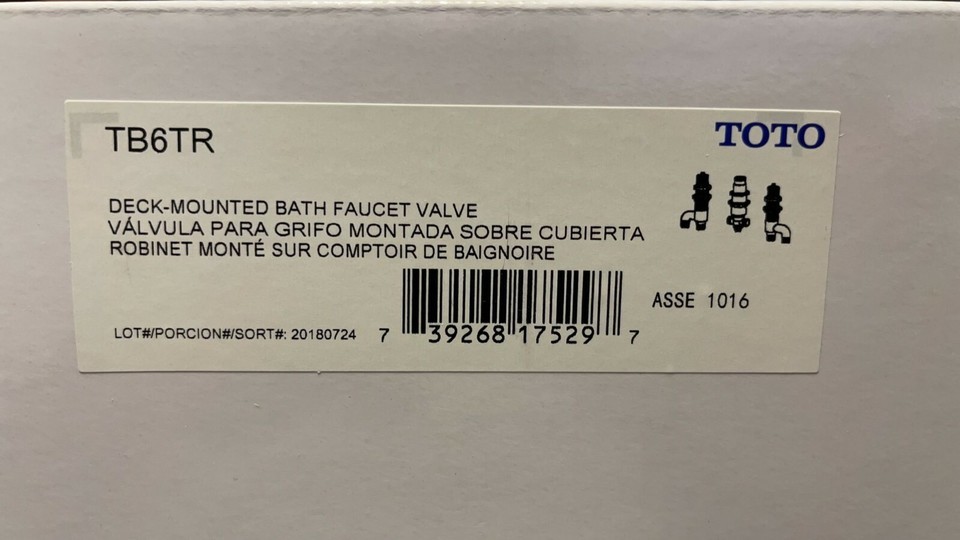 TB6TR
TOTO
DECK-MOUNTED BATH FAUCET VALVE
VÁLVULA PARA GRIFO MONTADA SOBRE CUBIERTA
ROBINET MONTÉ SUR COMPTOIR DE BAIGNOIRE
ASSE 1016
LOT#/PORCION#/SORT#: 20180724
7 39268 17529 7